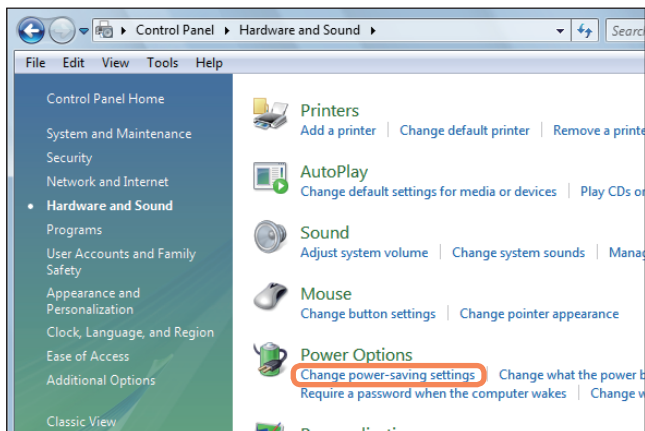 Control Panel Hardware and Sound
File Edit View Tools Help
Control Panel Home
System and Maintenance
Security
Network and Internet
Hardware and Sound
Programs
User Accounts and Family
Safety
Appearance and
Personalization
Clock, Language, and Region
Ease of Access
Additional Options
Classic View
Printers
Add a printer Change default printer Remove a
AutoPlay
Change default settings for media or devices Play CDs
Sound
Adjust system volume Change system sounds
Mouse
Change button settings Change pointer appearance
Power Options
Change power-saving settings Change what the power
Require a password when the computer wakes Change